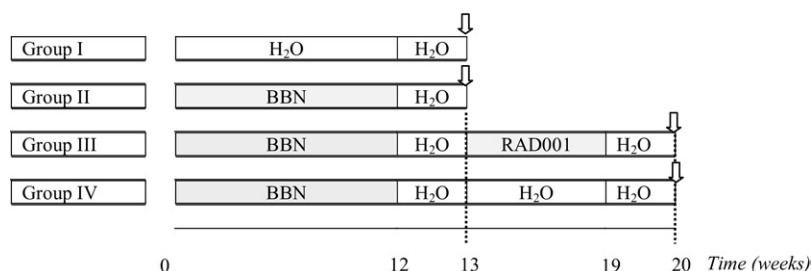 Group I H₂O H₂O
Group II BBN H₂O
Group III BBN H₂O RAD001 H₂O
Group IV BBN H₂O H₂O H₂O
0 12 13 19 20 Time (weeks)